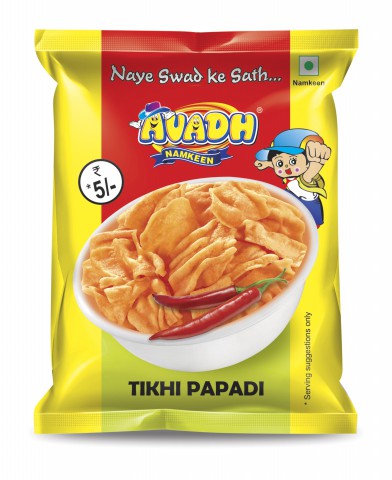 Naye Swad ke Sath...
Namkeen
AVADH ®
NAMKEEN
₹
*5/-
TIKHI PAPADI
* Serving suggestions only